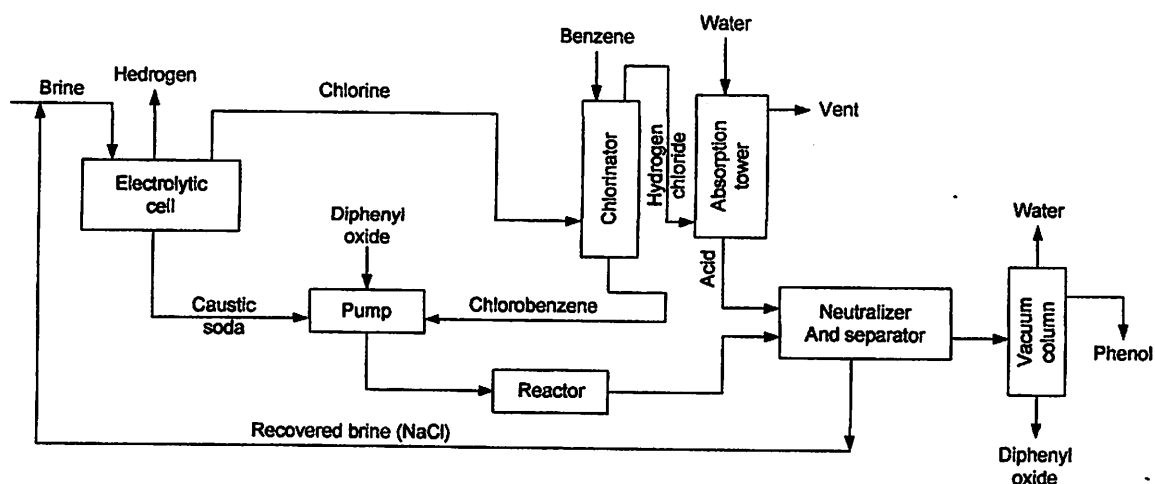 Benzene
Water
Brine
Hedrogen
Chlorine
Vent
Electrolytic
cell
Chlorinator
Hydrogen
chloride
Absorption
tower
Diphenyl
oxide
Acid
Water
Caustic
soda
Pump
Chlorobenzene
Neutralizer
And separator
Vacuum
column
Phenol
Reactor
Recovered brine (NaCl)
Diphenyl
oxide